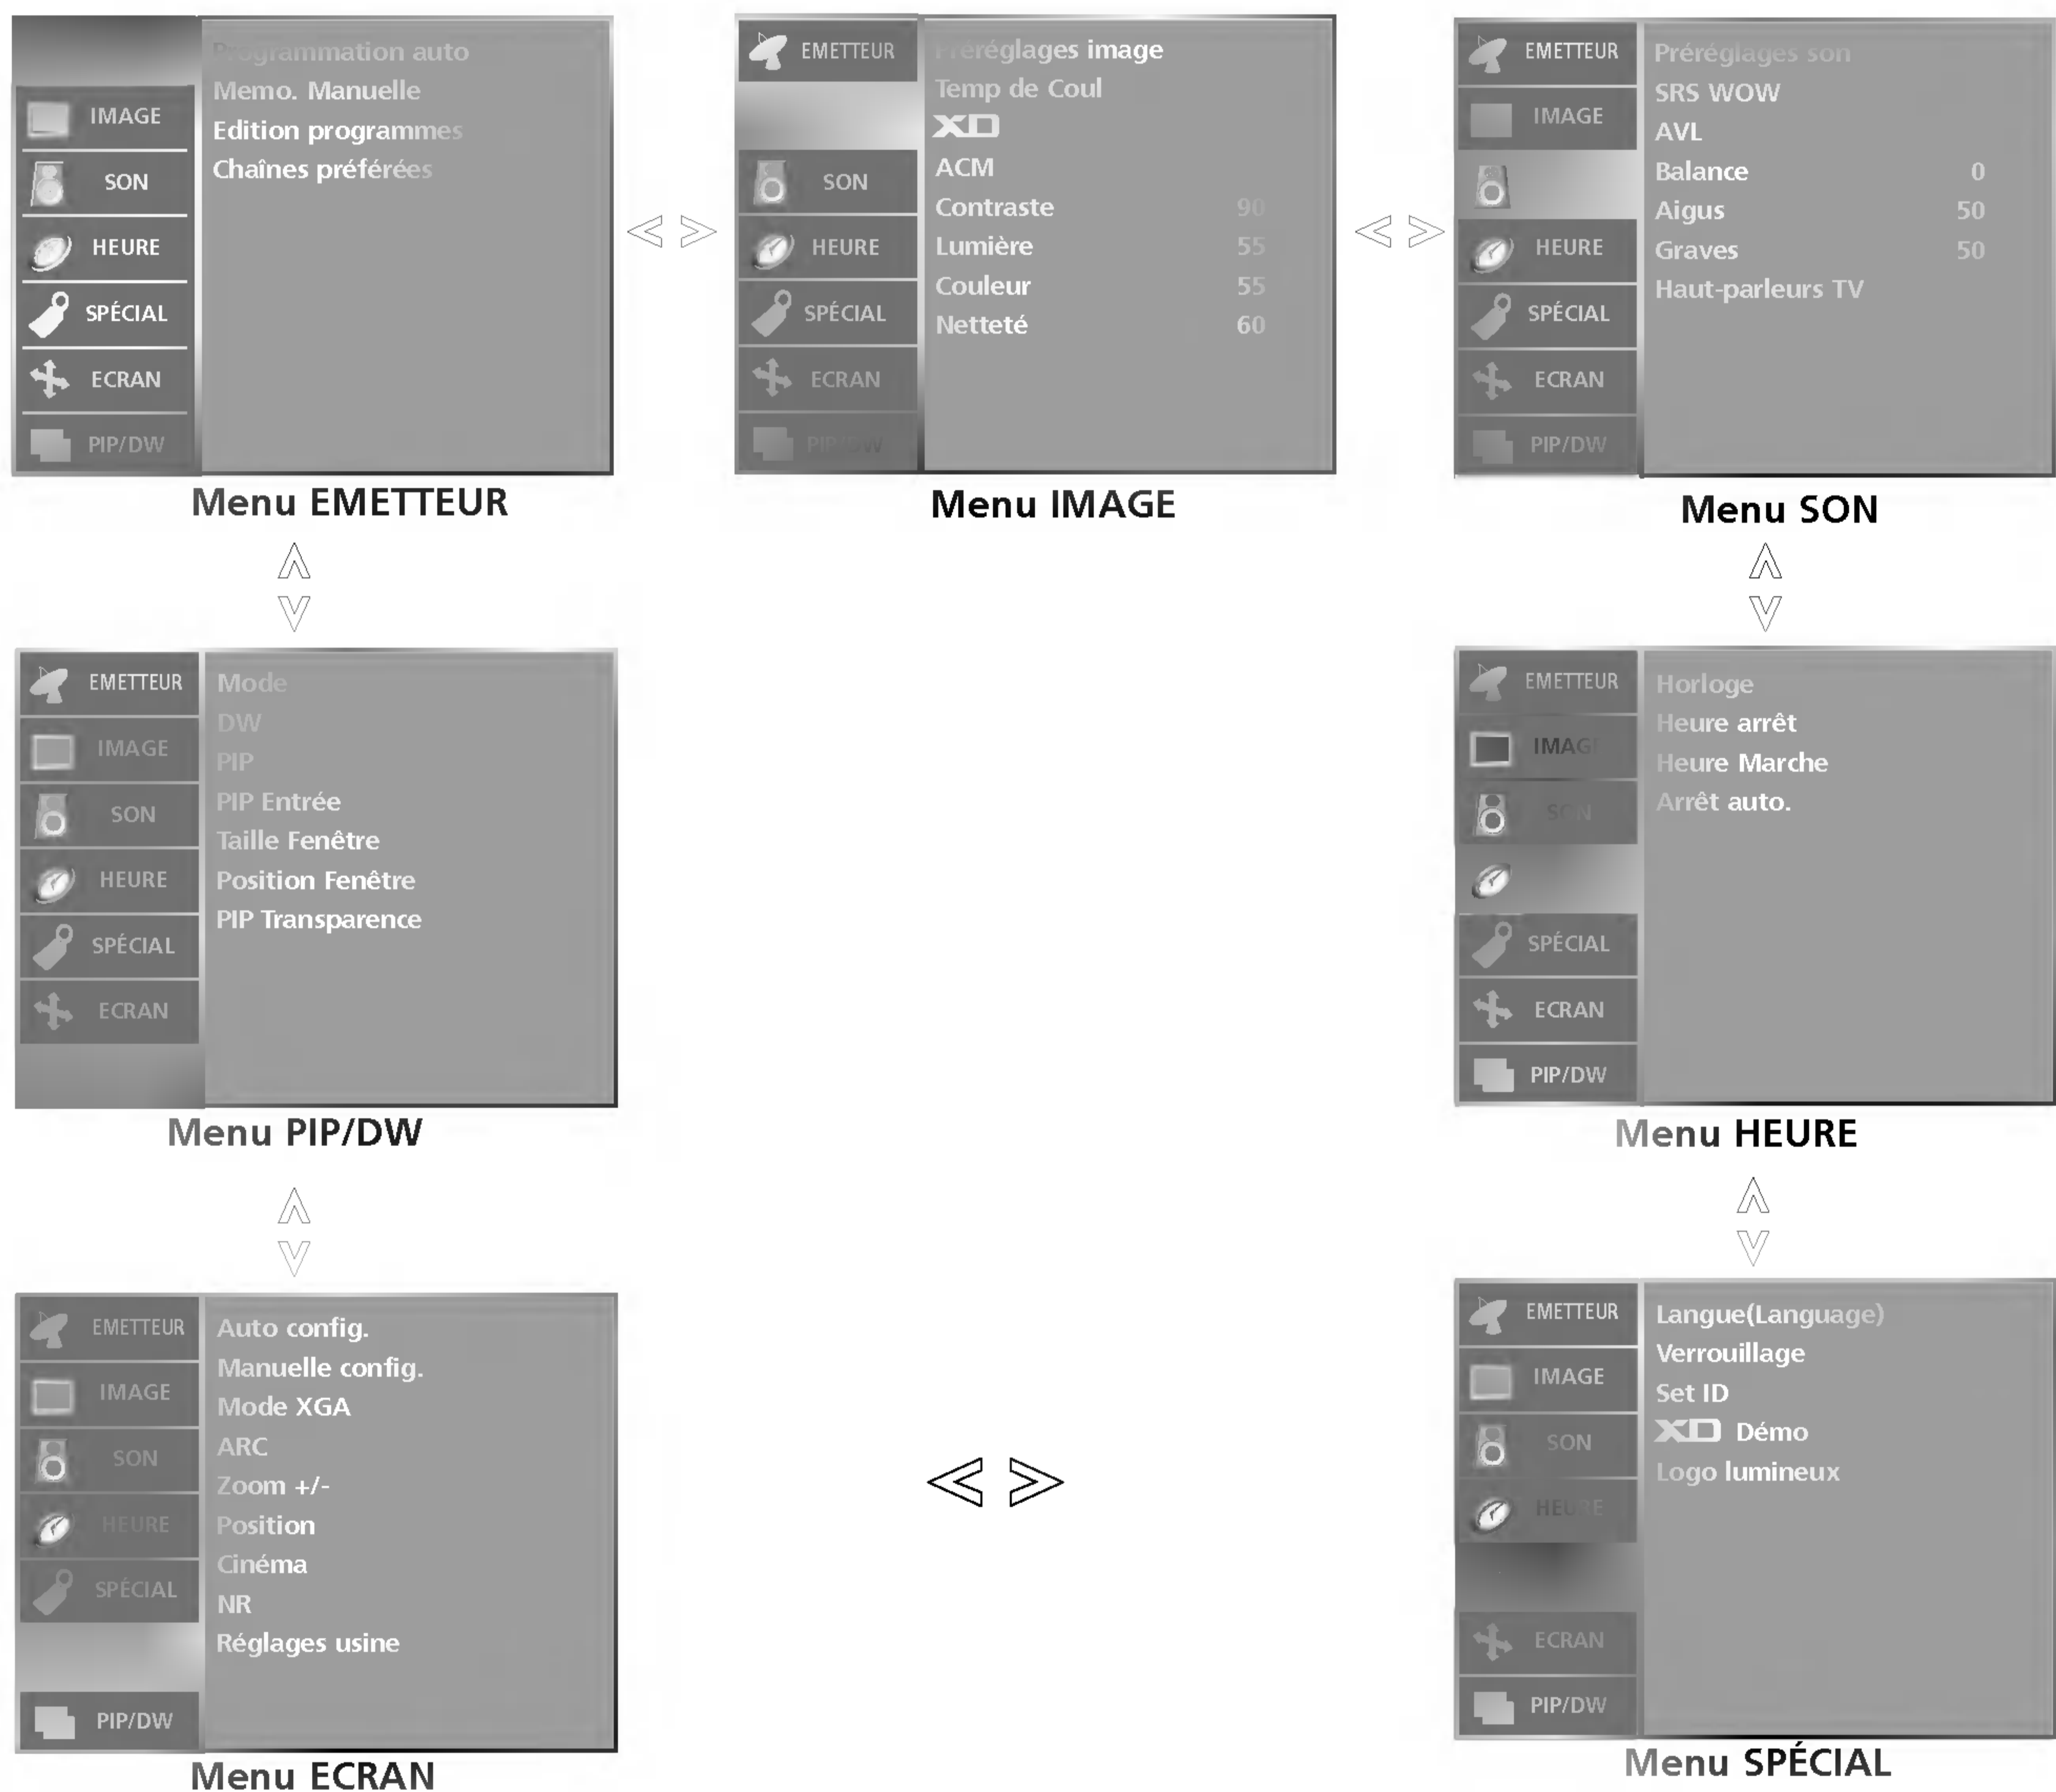 Programmation auto
Memo. Manuelle
Edition programmes
Chaînes préférées
IMAGE
SON
HEURE
SPÉCIAL
ECRAN
PIP/DW
Menu EMETTEUR
EMETTEUR
SON
HEURE
SPÉCIAL
ECRAN
PIP/DW
Préréglages image
Temp de Coul
XD
ACM
Contraste 90
Lumière 55
Couleur 55
Netteté 60
Menu IMAGE
EMETTEUR
IMAGE
HEURE
SPÉCIAL
ECRAN
PIP/DW
Préréglages son
SRS WOW
AVL
Balance 0
Aigus 50
Graves 50
Haut-parleurs TV
Menu SON
EMETTEUR
IMAGE
SON
HEURE
SPÉCIAL
ECRAN
Mode
DW
PIP
PIP Entrée
Taille Fenêtre
Position Fenêtre
PIP Transparence
Menu PIP/DW
EMETTEUR
IMAGE
SON
SPÉCIAL
ECRAN
PIP/DW
Horloge
Heure arrêt
Heure Marche
Arrêt auto.
Menu HEURE
EMETTEUR
IMAGE
SON
HEURE
SPÉCIAL
PIP/DW
Auto config.
Manuelle config.
Mode XGA
ARC
Zoom +/-
Position
Cinéma
NR
Réglages usine
Menu ECRAN
EMETTEUR
IMAGE
SON
HEURE
ECRAN
PIP/DW
Langue(Language)
Verrouillage
Set ID
XD Démo
Logo lumineux
Menu SPÉCIAL